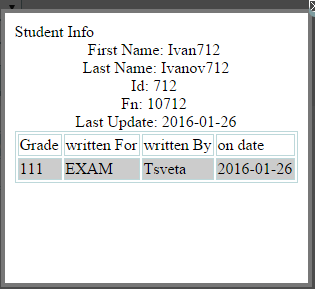 Student Info
First Name: Ivan712
Last Name: Ivanov712
Id: 712
Fn: 10712
Last Update: 2016-01-26
Grade written For written By on date
111 EXAM Tsveta 2016-01-26